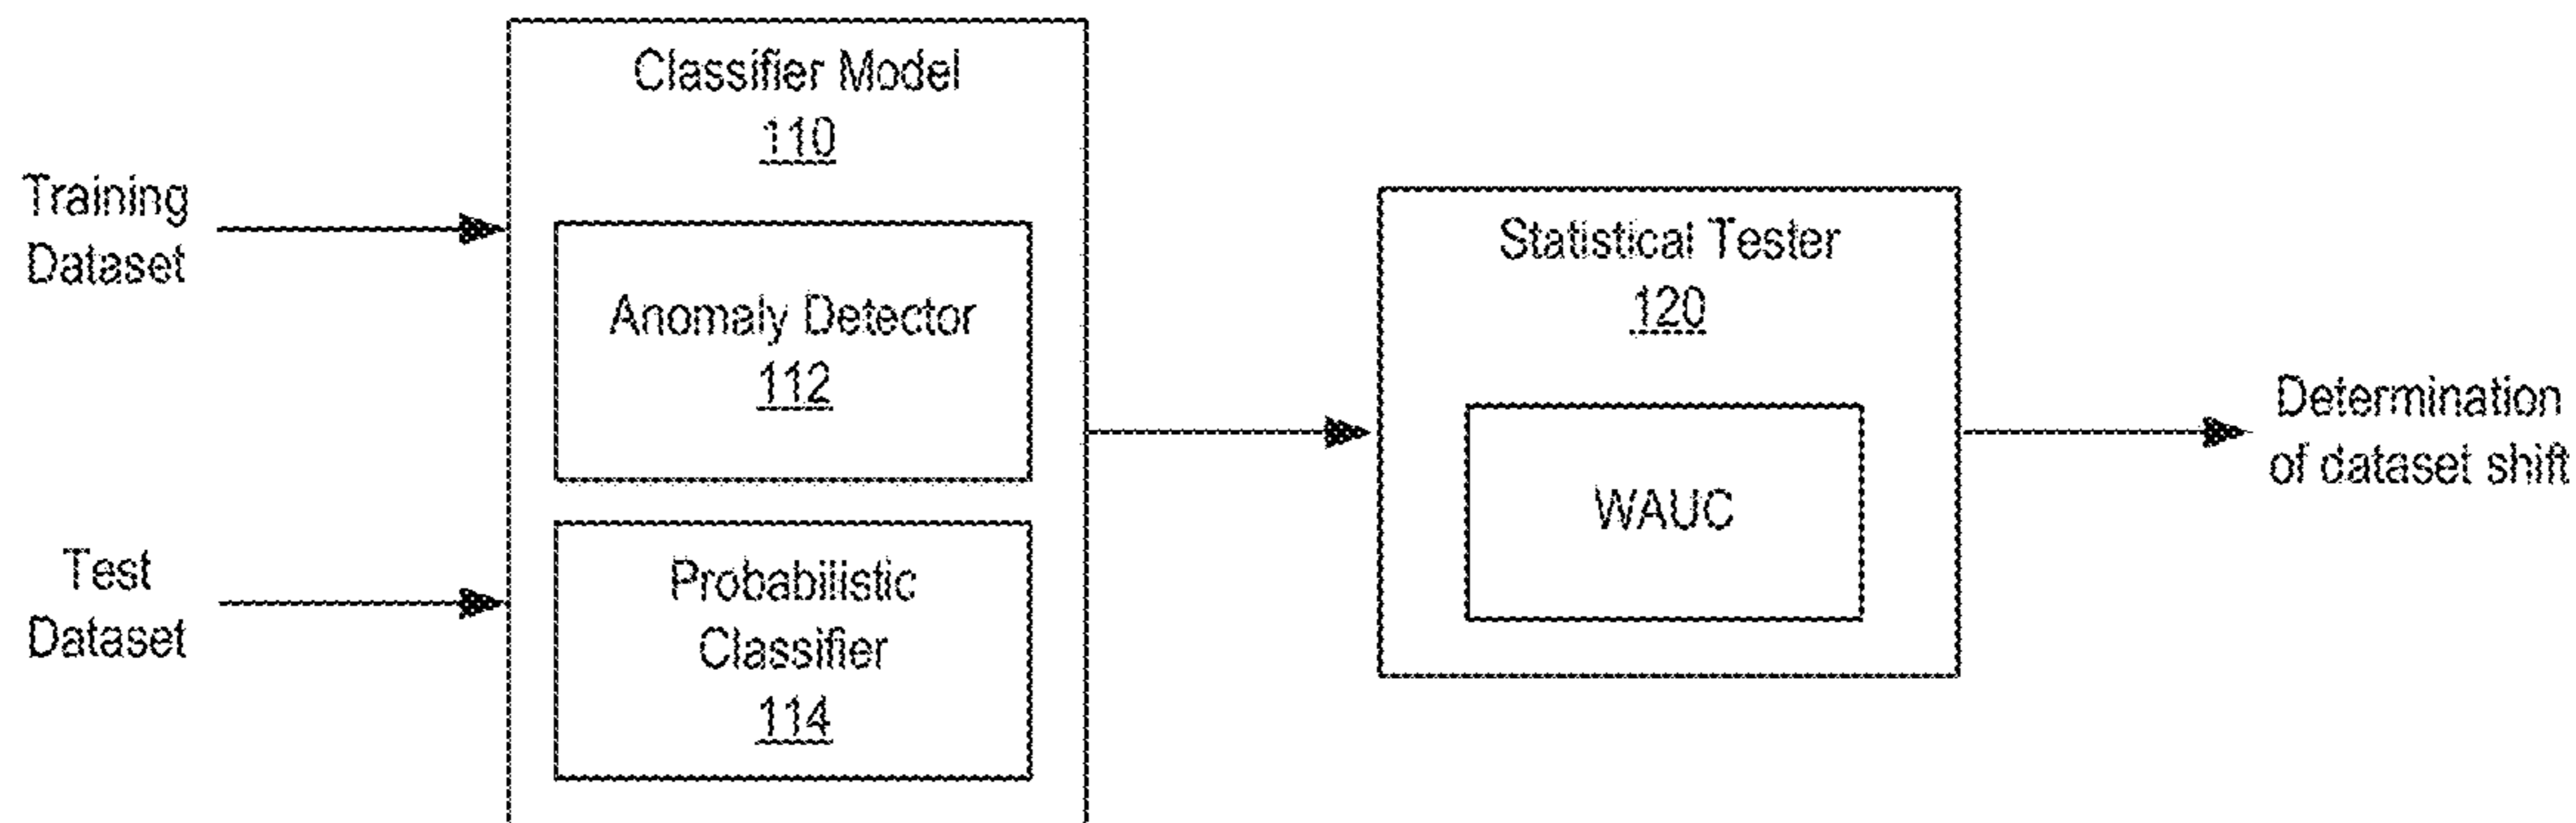 Training
Dataset
Test
Dataset
Classifier Model
110
Anomaly Detector
112
Probabilistic
Classifier
114
Statistical Tester
120
WAUC
Determination
of dataset shift